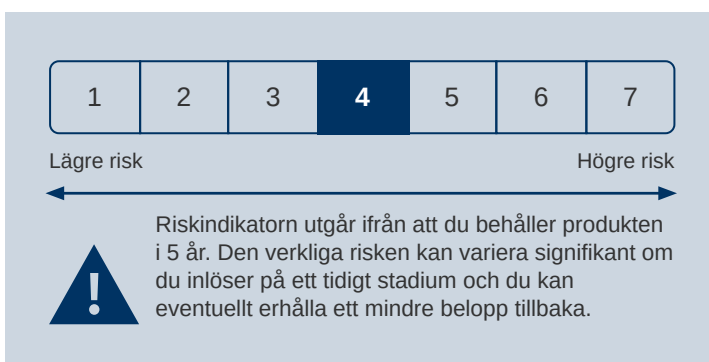 1 2 3 4 5 6 7
Lägre risk Högre risk
Riskindikatorn utgår ifrån att du behåller produkten
i 5 år. Den verkliga risken kan variera signifikant om
du inlöser på ett tidigt stadium och du kan
eventuellt erhålla ett mindre belopp tillbaka.